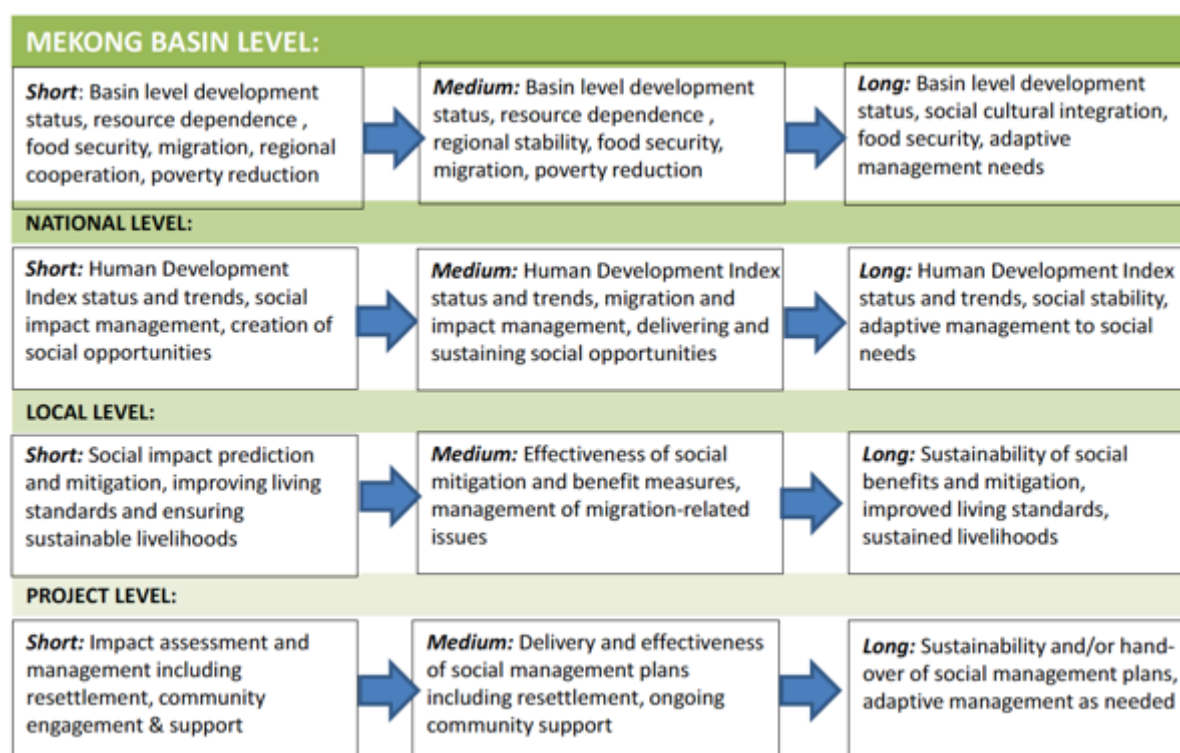 MEKONG BASIN LEVEL:
Short: Basin level development
status, resource dependence ,
food security, migration, regional
cooperation, poverty reduction
Medium: Basin level development
status, resource dependence ,
regional stability, food security,
migration, poverty reduction
Long: Basin level development
status, social cultural integration,
food security, adaptive
management needs
NATIONAL LEVEL:
Short: Human Development
Index status and trends, social
impact management, creation of
social opportunities
Medium: Human Development Index
status and trends, migration and
impact management, delivering and
sustaining social opportunities
Long: Human Development Index
status and trends, social stability,
adaptive management to social
needs
LOCAL LEVEL:
Short: Social impact prediction
and mitigation, improving living
standards and ensuring
sustainable livelihoods
Medium: Effectiveness of social
mitigation and benefit measures,
management of migration-related
issues
Long: Sustainability of social
benefits and mitigation,
improved living standards,
sustained livelihoods
PROJECT LEVEL:
Short: Impact assessment and
management including
resettlement, community
engagement & support
Medium: Delivery and effectiveness
of social management plans
including resettlement, ongoing
community support
Long: Sustainability and/or hand-
over of social management plans,
adaptive management as needed